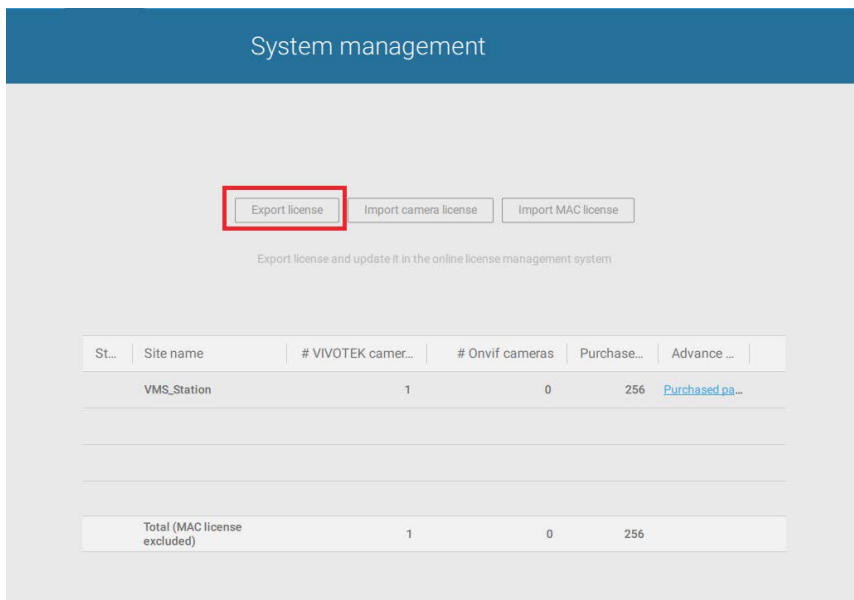 System management
Export license Import camera license Import MAC license
Export license and update it in the online license management system
St... Site name # VIVOTEK camer... # Onvif cameras Purchase... Advance ...
VMS_Station 1 0 256 Purchased pa...
Total (MAC license
excluded) 1 0 256